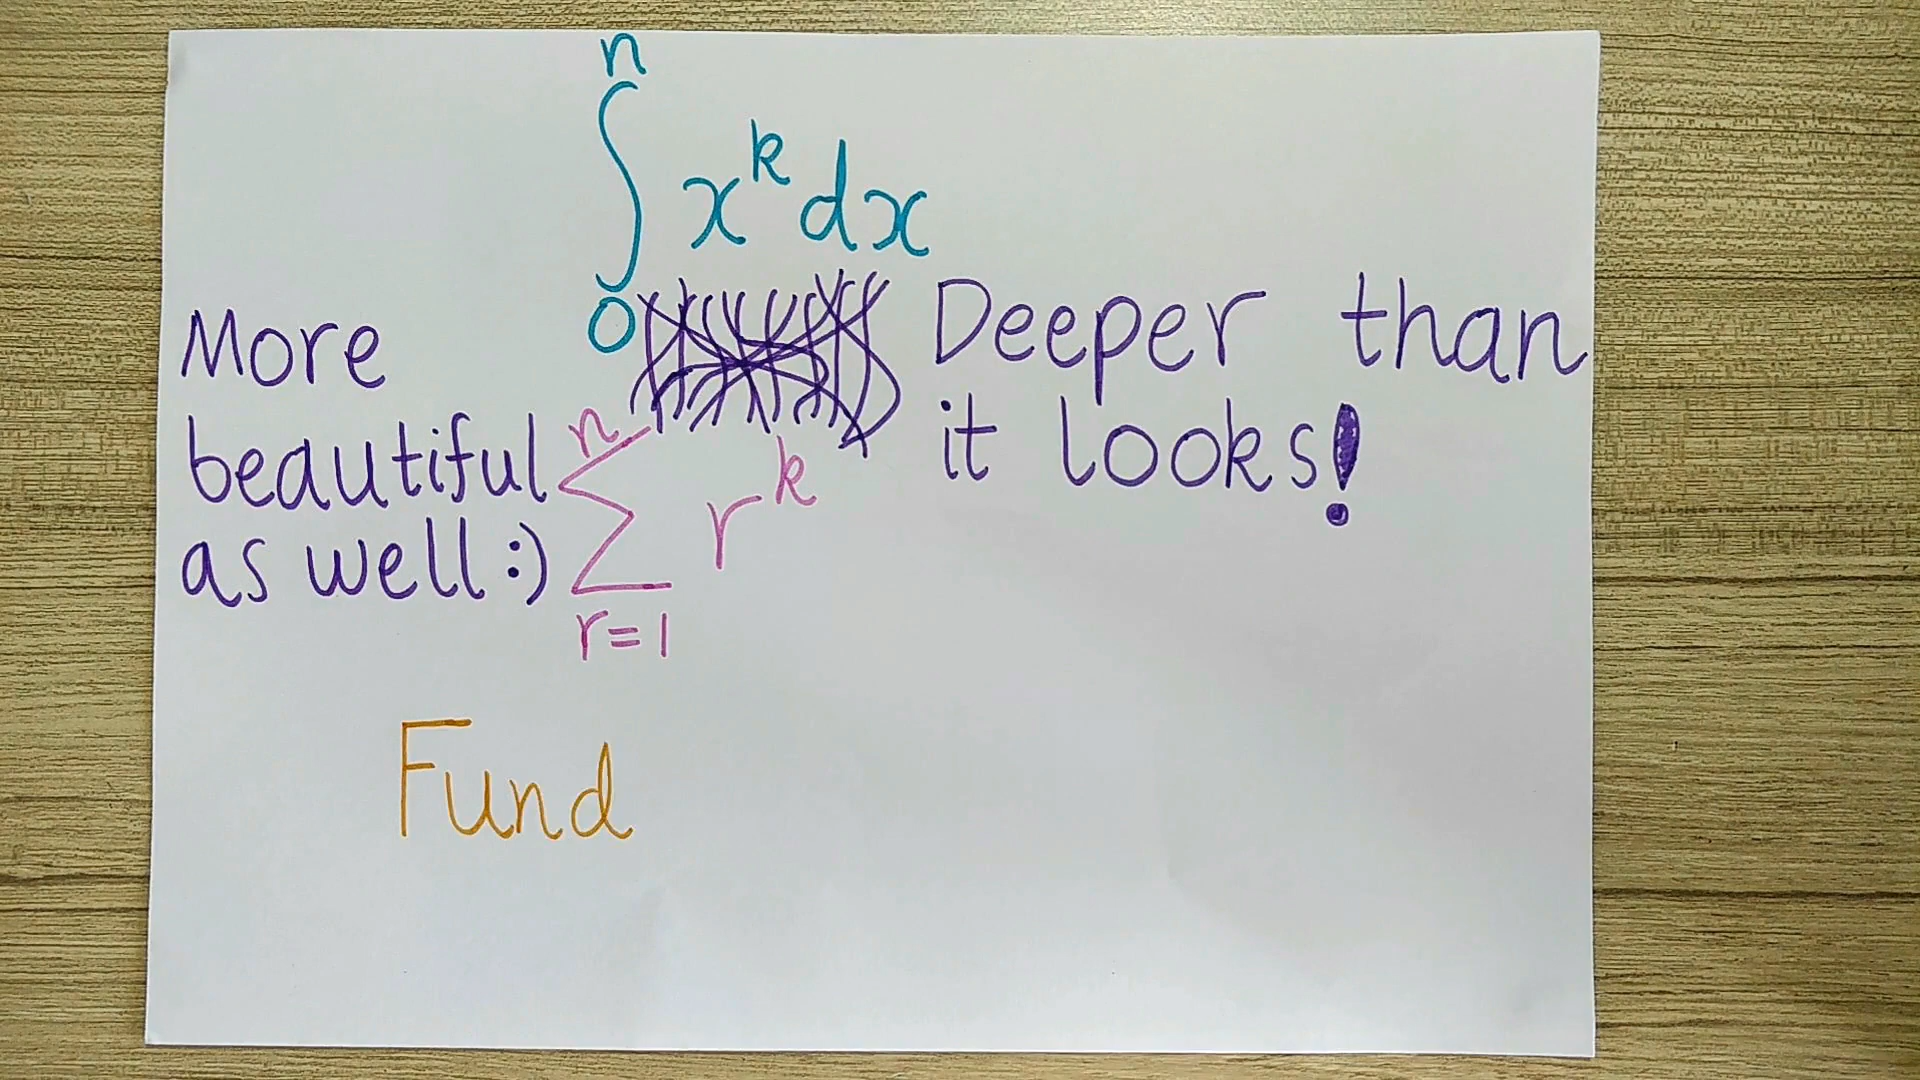 n
∫ x^k dx
0
More
beautiful
as well :)
Deeper than
it looks!
n
∑ r^k
r=1
Fund